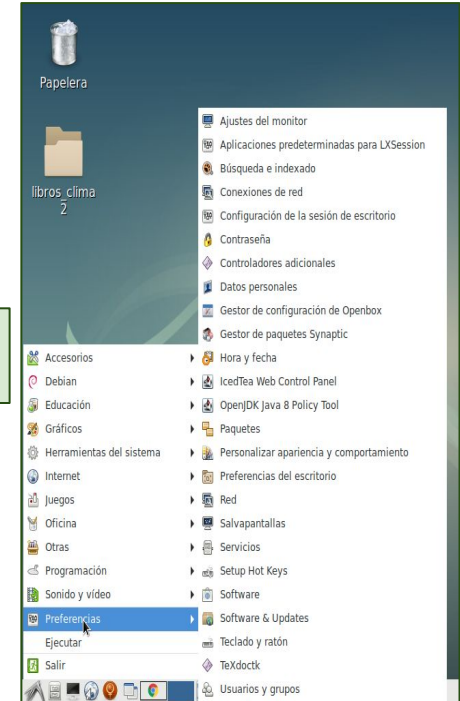 Papelera
libros_clima
2
Ajustes del monitor
Aplicaciones predeterminadas para LXSession
Búsqueda e indexado
Conexiones de red
Configuración de la sesión de escritorio
Contraseña
Controladores adicionales
Datos personales
Gestor de configuración de Openbox
Gestor de paquetes Synaptic
Hora y fecha
IcedTea Web Control Panel
OpenJDK Java 8 Policy Tool
Paquetes
Personalizar apariencia y comportamiento
Preferencias del escritorio
Red
Salvapantallas
Servicios
Setup Hot Keys
Software
Software & Updates
Teclado y ratón
TeXdoctk
Usuarios y grupos
Accesorios
Debian
Educación
Gráficos
Herramientas del sistema
Internet
Juegos
Oficina
Otras
Programación
Sonido y vídeo
Preferencias
Ejecutar
Salir